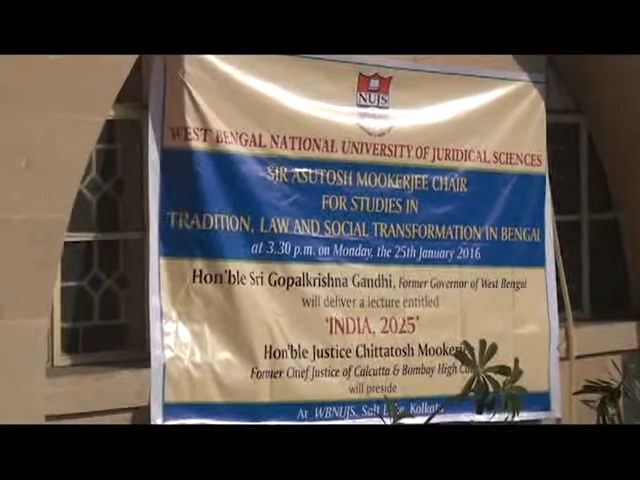 NUJS
WEST BENGAL NATIONAL UNIVERSITY OF JURIDICAL SCIENCES
SIR ASUTOSH MOOKERJEE CHAIR
FOR STUDIES IN
TRADITION, LAW AND SOCIAL TRANSFORMATION IN BENGAL
at 3.30 p.m. on Monday, the 25th January 2016
Hon'ble Sri Gopalkrishna Gandhi, Former Governor of West Bengal
will deliver a lecture entitled
'INDIA, 2025'
Hon'ble Justice Chittatosh Mooker
Former Chief Justice of Calcutta & Bombay High
will preside
At WBNUJS, Salt Kolkata